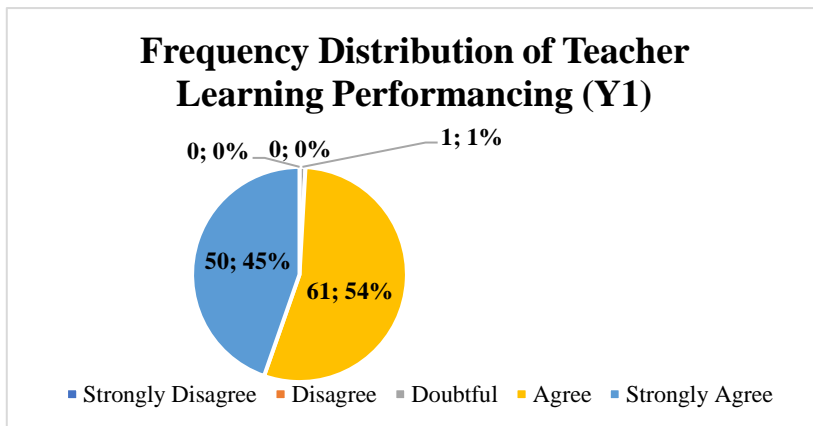 Frequency Distribution of Teacher
Learning Performancing (Y1)
0; 0%
0; 0%
1; 1%
50; 45%
61; 54%
Strongly Disagree
Disagree
Doubtful
Agree
Strongly Agree